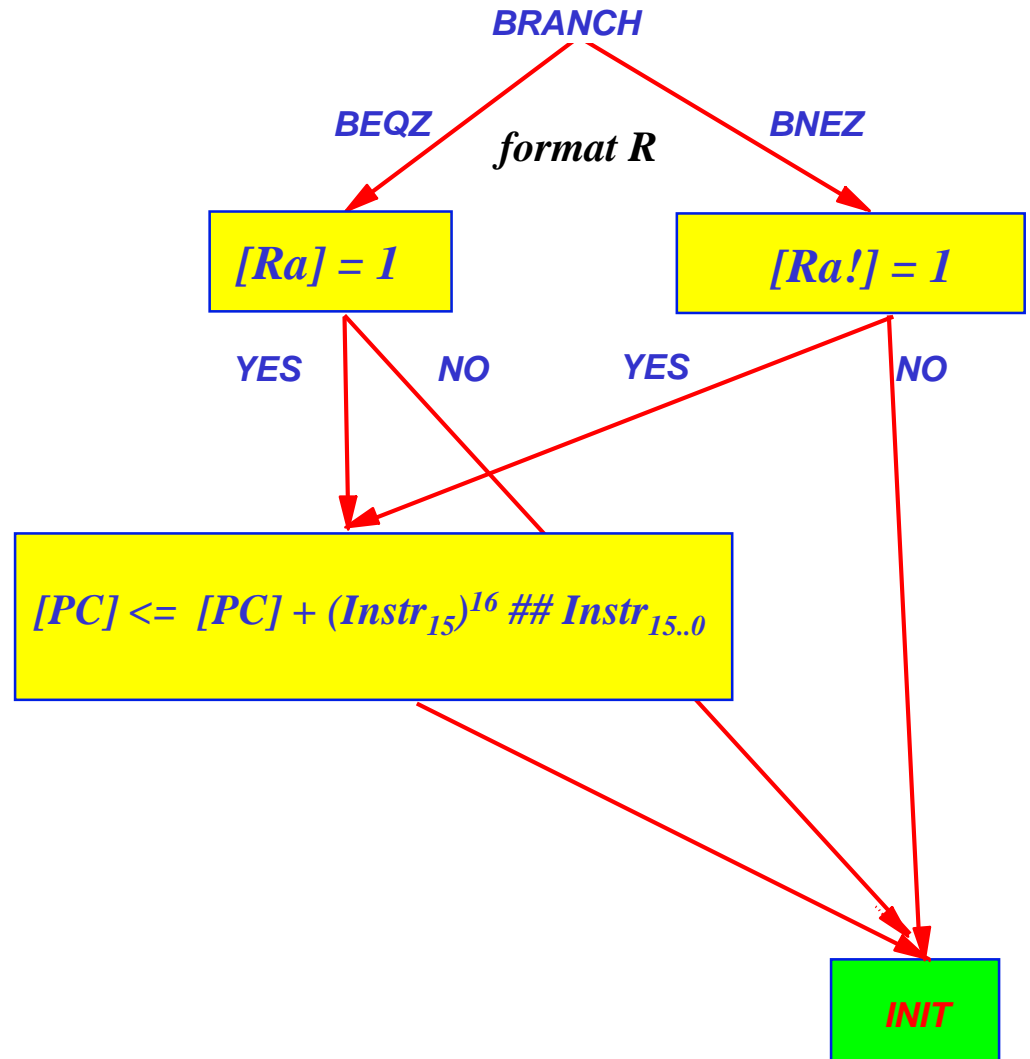 BRANCH
BEQZ
BNEZ
format R
[Ra] = 1
[Ra!] = 1
YES
NO
YES
NO
[PC] <= [PC] + (Instr₁₅)¹⁶ ## Instr₁₅..₀
INIT